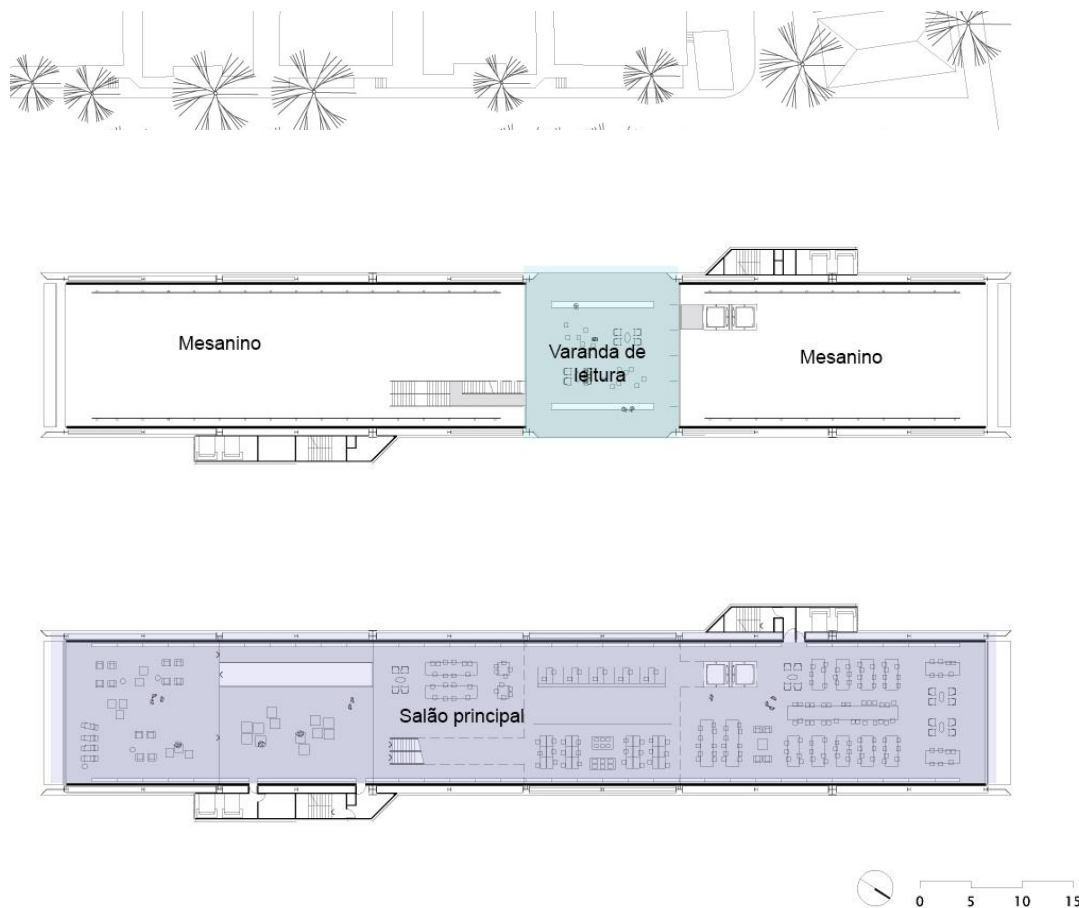 Mesanino
Varanda de
leitura
Mesanino
Salão principal
0 5 10 15